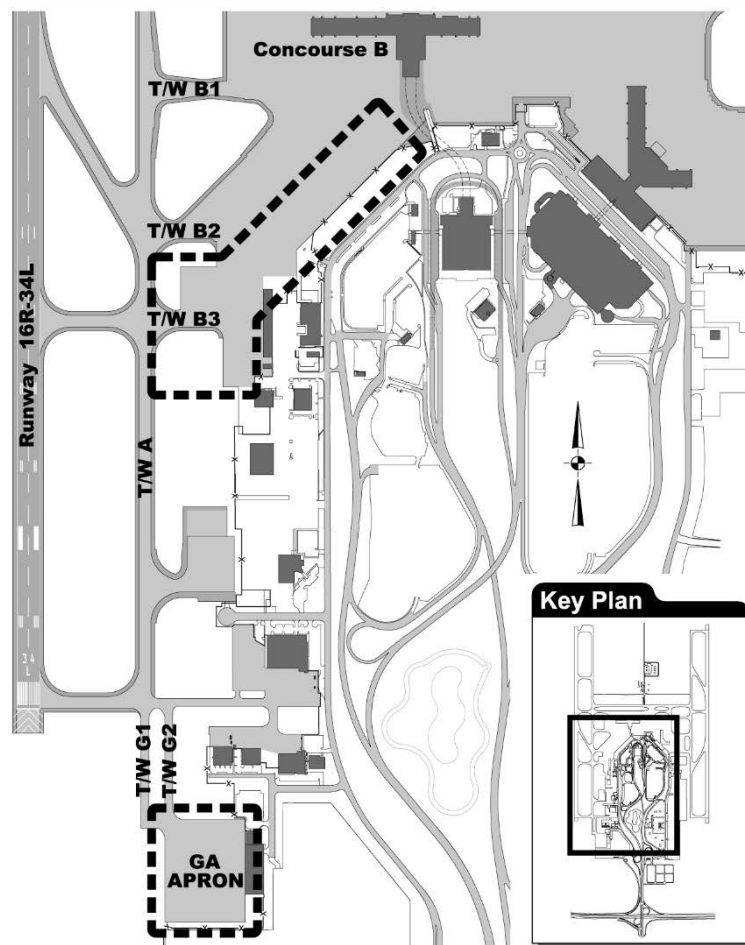 Concourse B
T/W B1
T/W B2
T/W B3
Runway 16R-34L
T/W A
34
L
T/W G1
T/W G2
GA
APRON
Key Plan